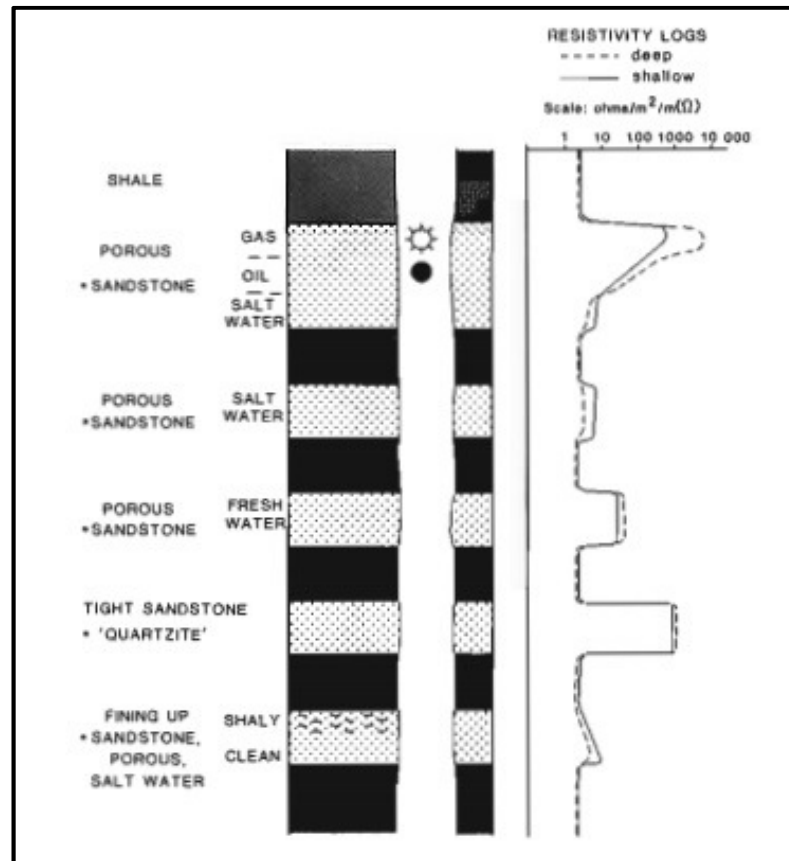 RESISTIVITY LOGS
deep
shallow
Scale: ohms/m²/m(Ω)
1 10 1.00 1000 10 000
SHALE
GAS
POROUS
* SANDSTONE
OIL
SALT
WATER
POROUS
* SANDSTONE
SALT
WATER
POROUS
* SANDSTONE
FRESH
WATER
TIGHT SANDSTONE
* 'QUARTZITE'
FINING UP
* SANDSTONE,
POROUS,
SALT WATER
SHALY
CLEAN